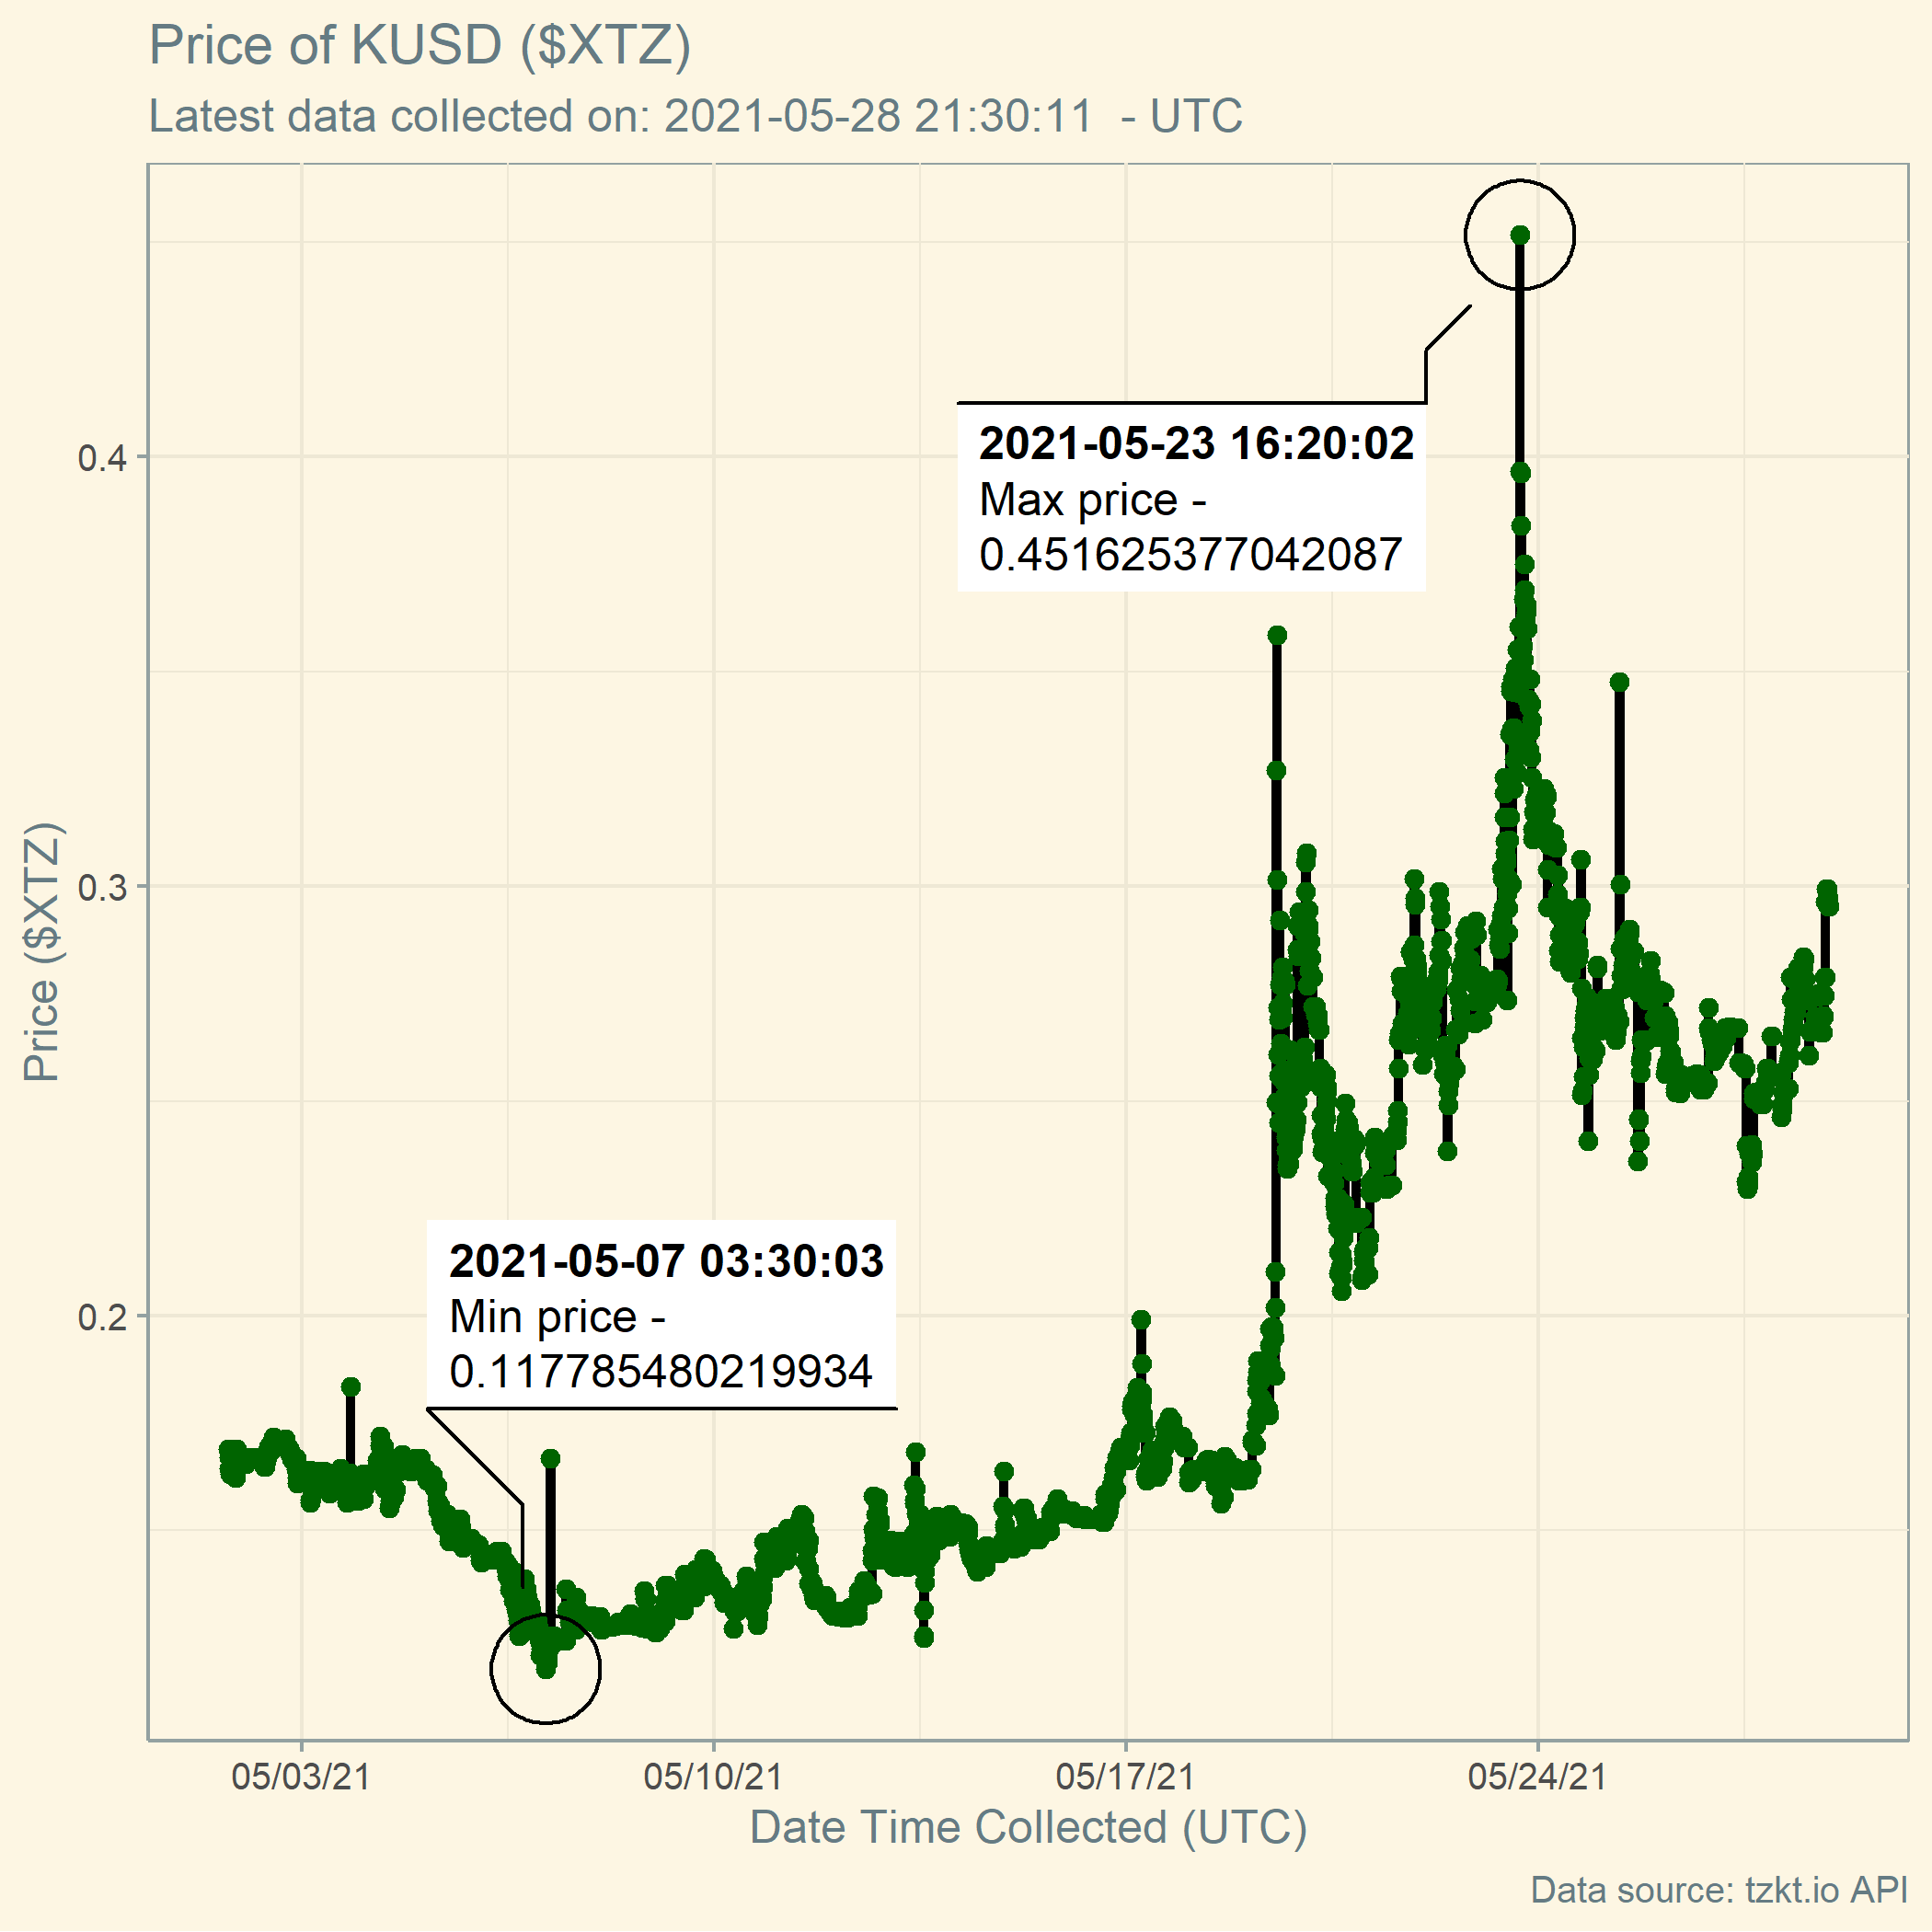 Price of KUSD ($XTZ)
Latest data collected on: 2021-05-28 21:30:11  - UTC
2021-05-23 16:20:02
Max price -
0.451625377042087
2021-05-07 03:30:03
Min price -
0.117785480219934
Price ($XTZ)
0.4
0.3
0.2
05/03/21
05/10/21
05/17/21
05/24/21
Date Time Collected (UTC)
Data source: tzkt.io API